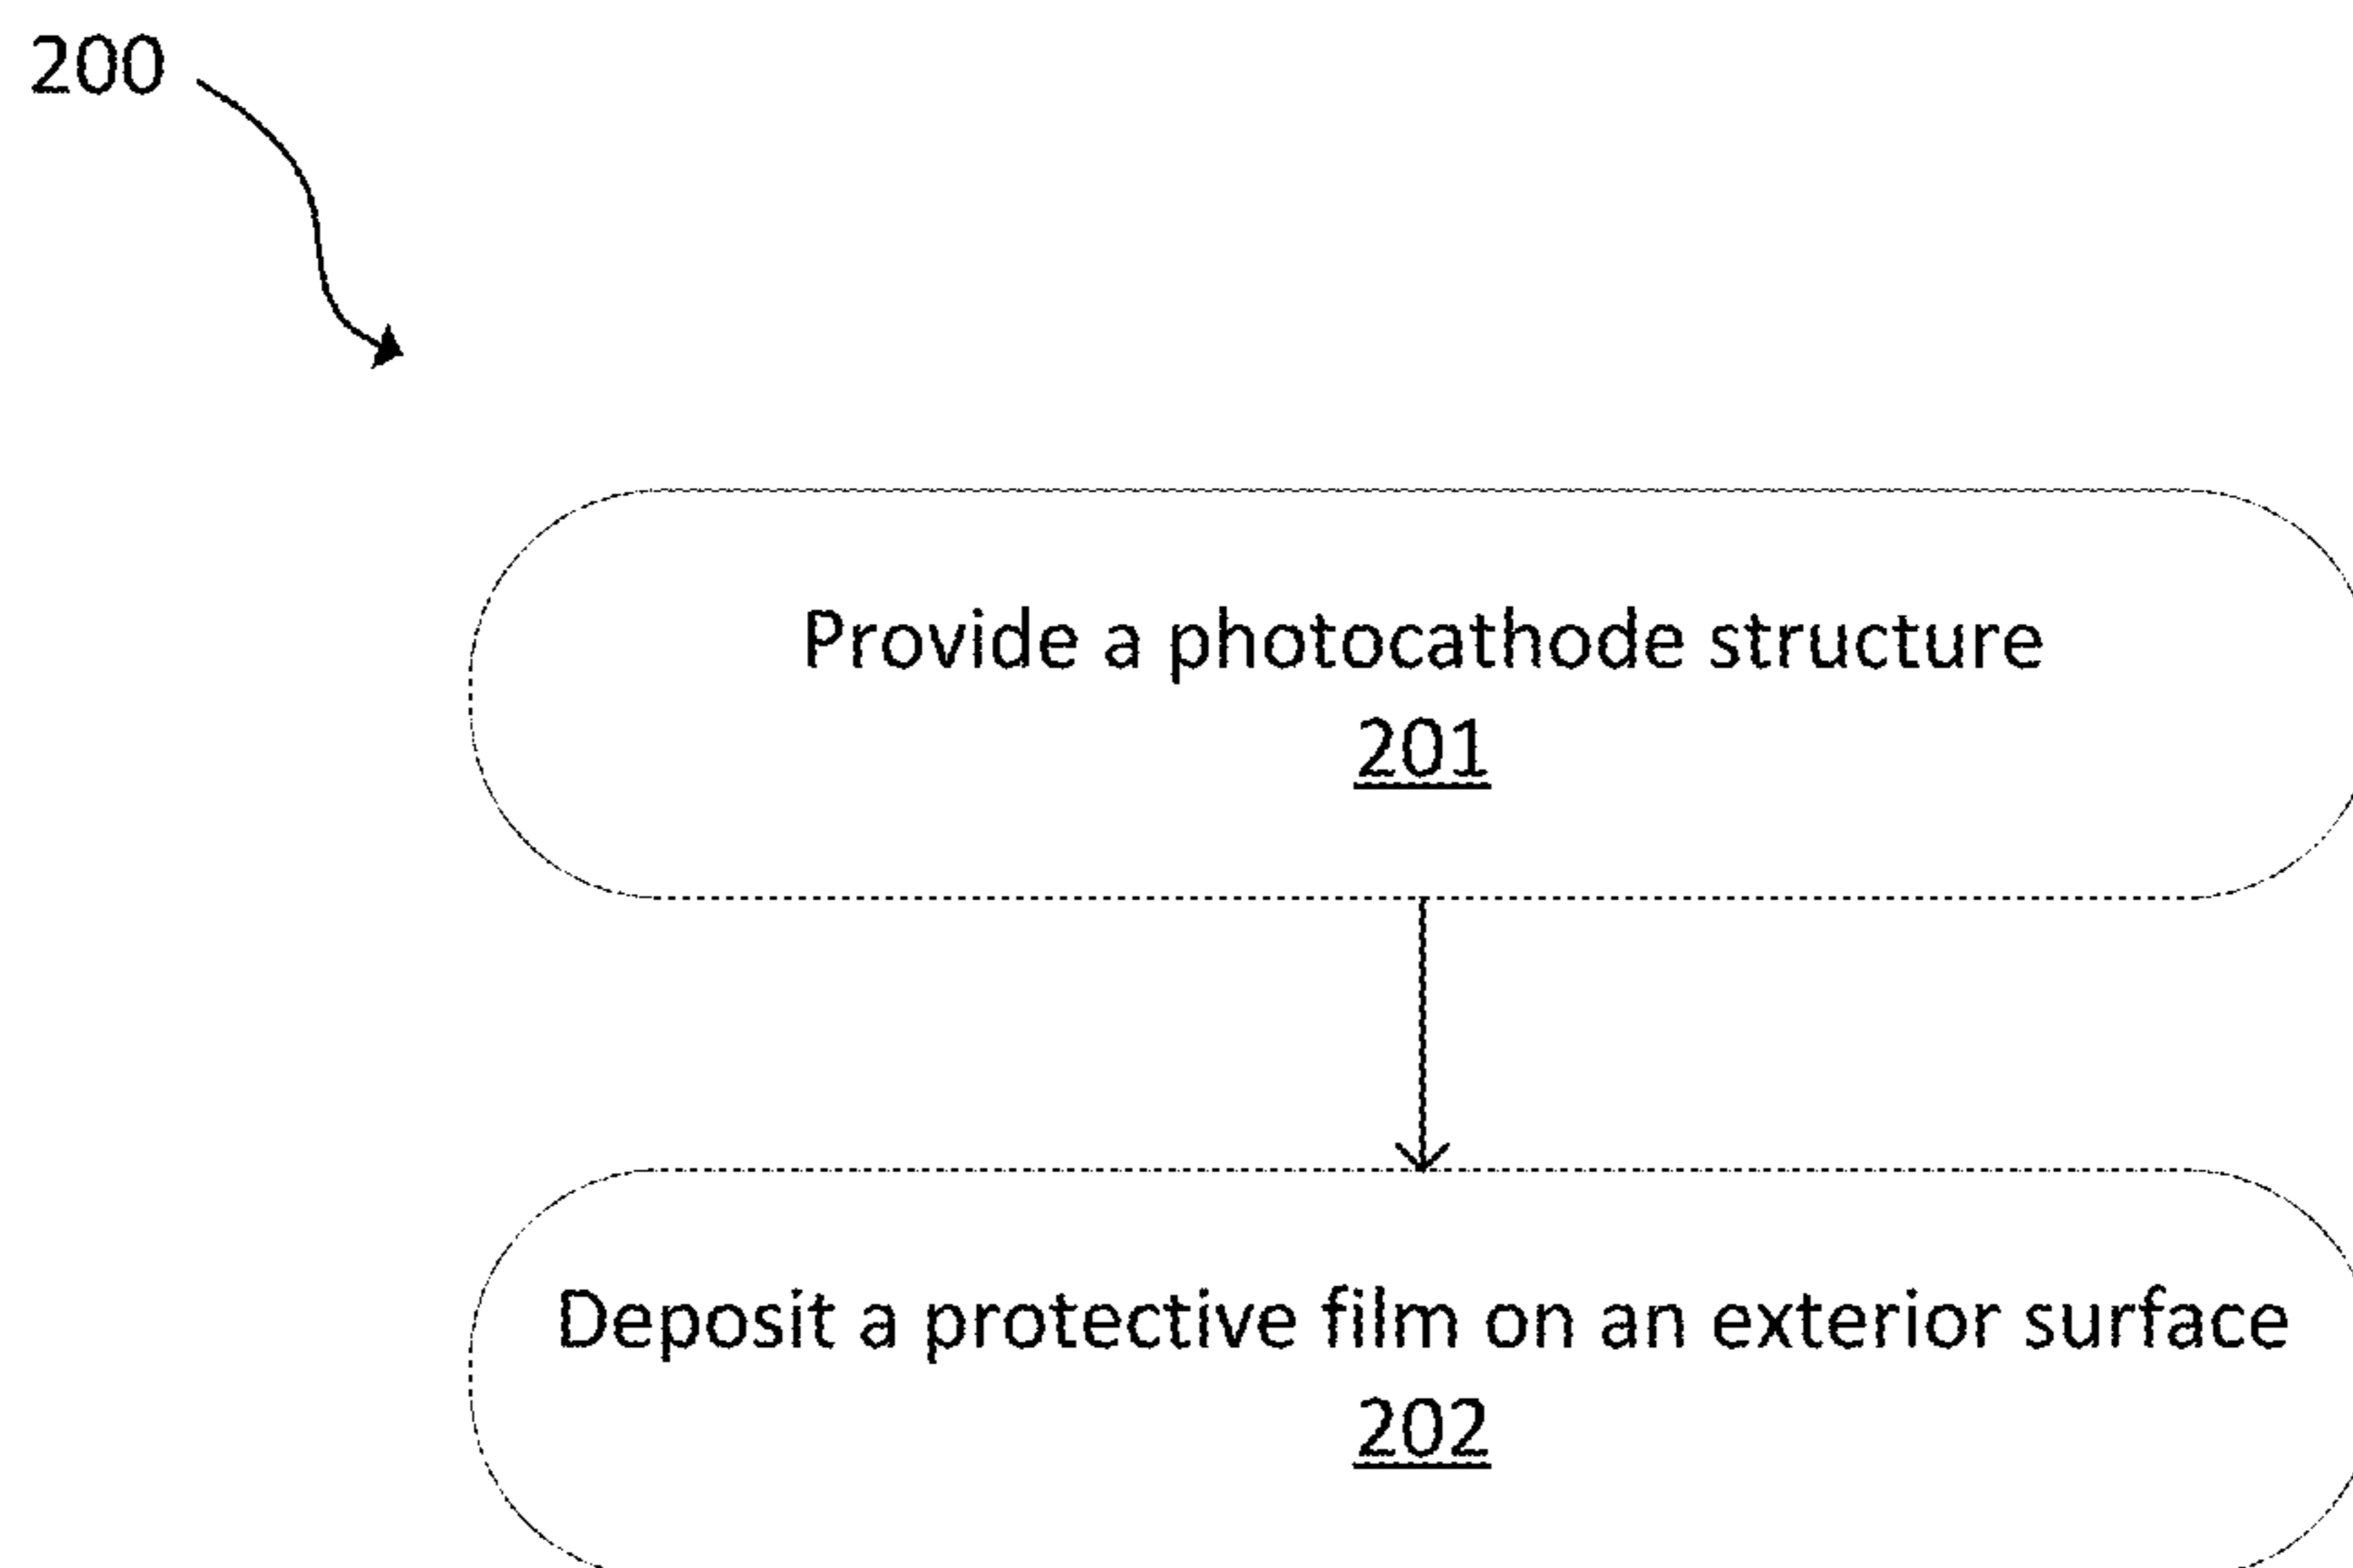 200
Provide a photocathode structure
201
Deposit a protective film on an exterior surface
202